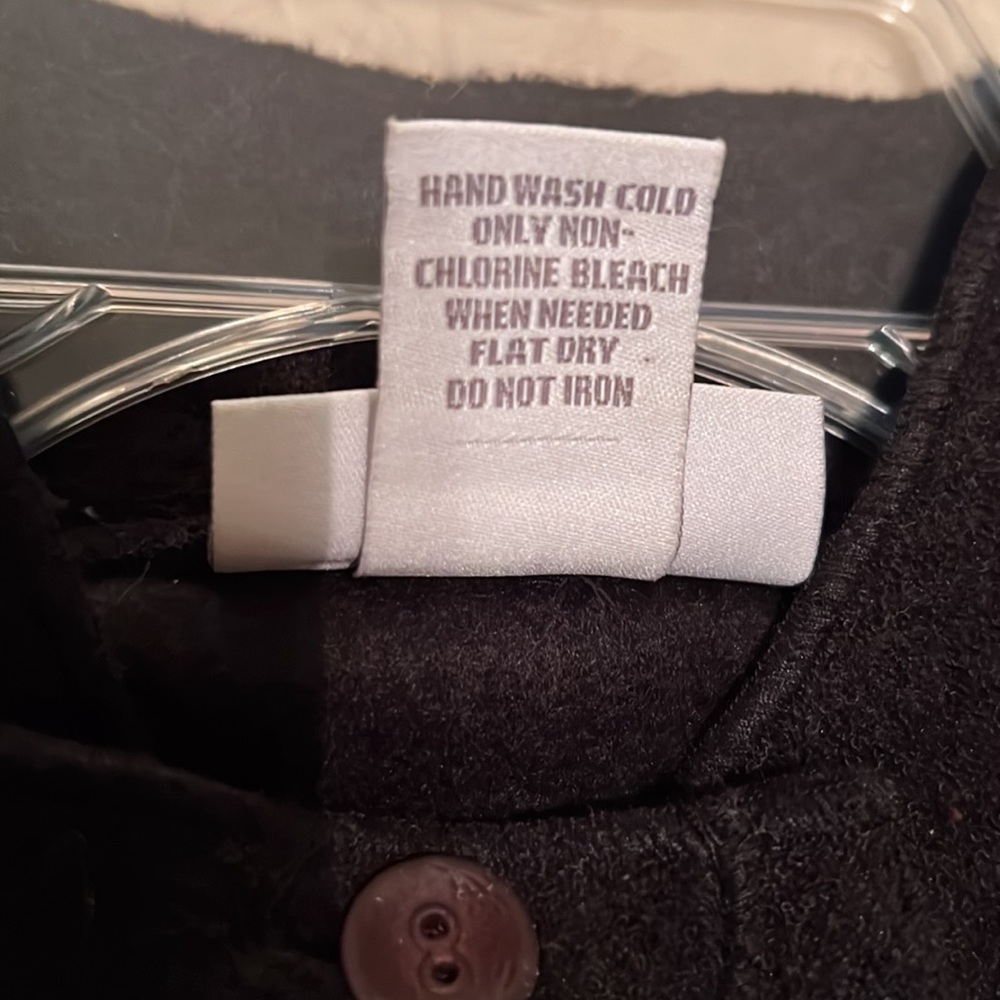 HAND WASH COLD
ONLY NON-
CHLORINE BLEACH
WHEN NEEDED
FLAT DRY
DO NOT IRON